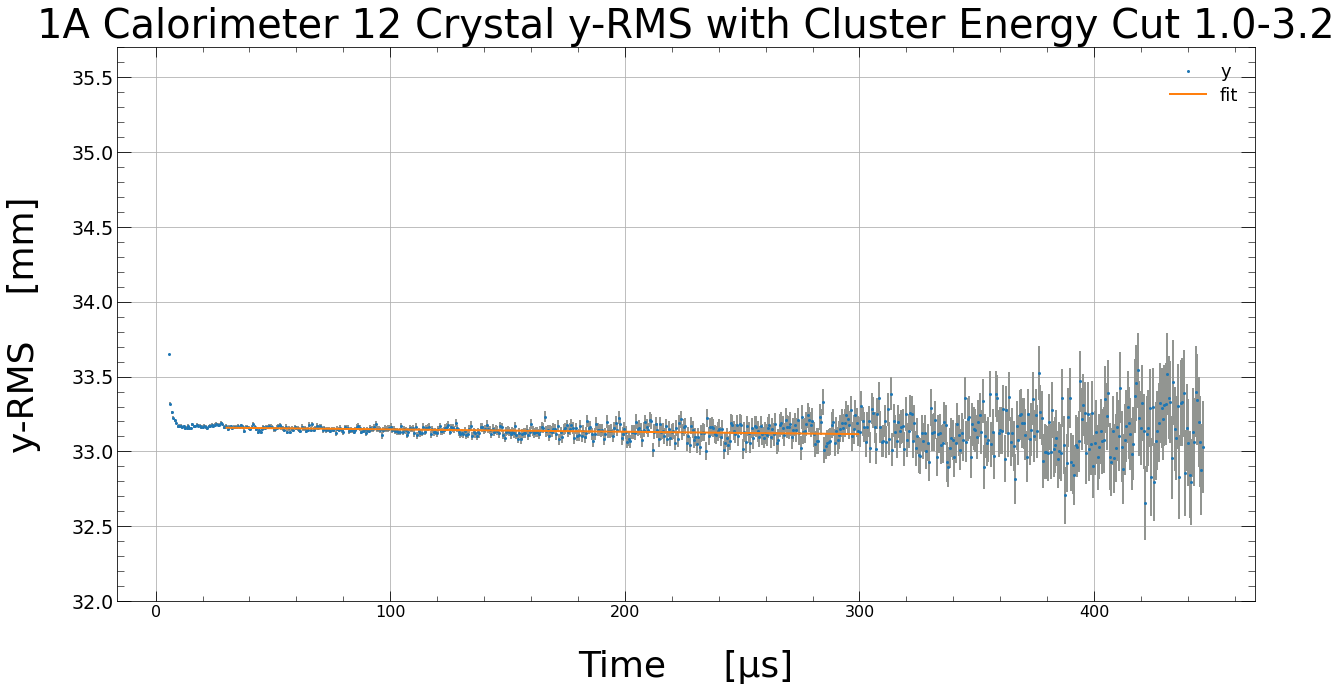 1A Calorimeter 12 Crystal y-RMS with Cluster Energy Cut 1.0-3.2
y
fit
35.5
35.0
34.5
34.0
33.5
33.0
32.5
32.0
y-RMS [mm]
0 100 200 300 400
Time [µs]